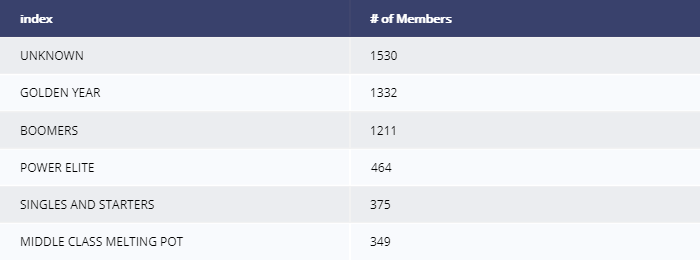 index # of Members
UNKNOWN 1530
GOLDEN YEAR 1332
BOOMERS 1211
POWER ELITE 464
SINGLES AND STARTERS 375
MIDDLE CLASS MELTING POT 349